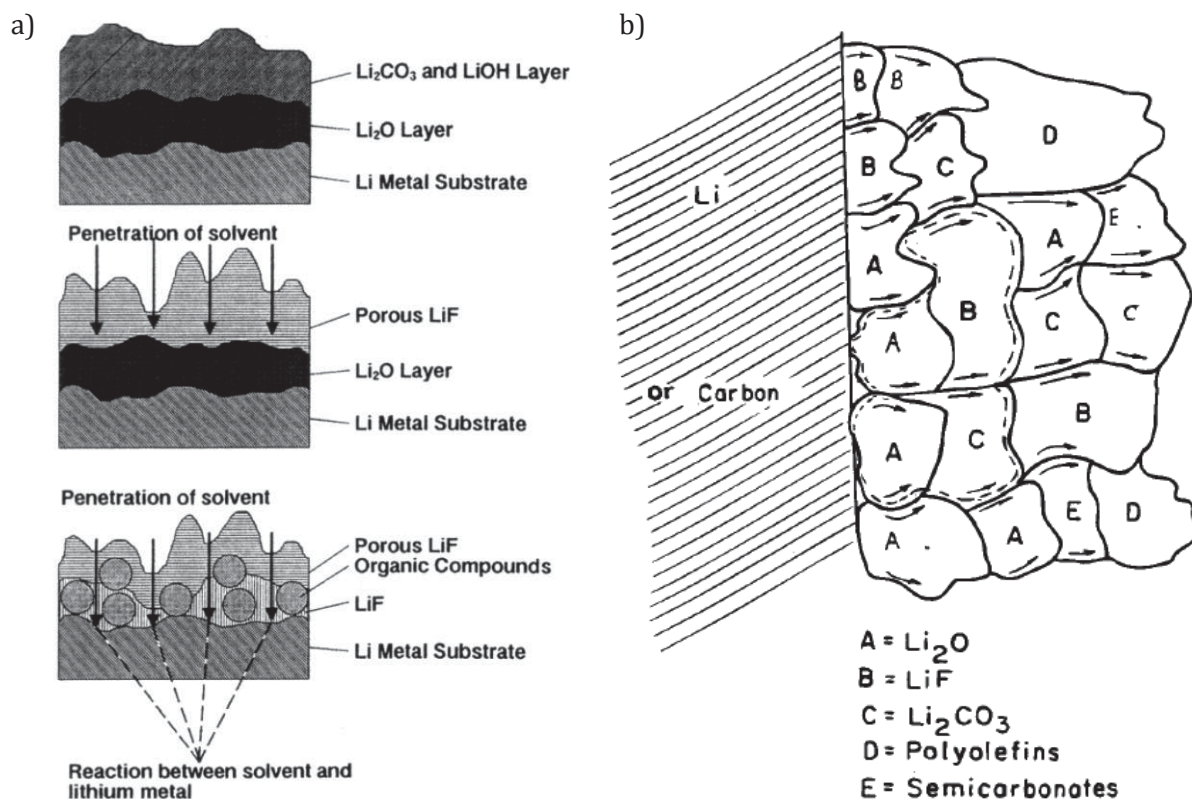 a)
Li₂CO₃ and LiOH Layer
Li₂O Layer
Li Metal Substrate
Penetration of solvent
Porous LiF
Li₂O Layer
Li Metal Substrate
Penetration of solvent
Porous LiF
Organic Compounds
LiF
Li Metal Substrate
Reaction between solvent and
lithium metal
b)
Li
or Carbon
B
B
D
B
C
A
A
E
B
C
C
A
A
C
B
A
A
E
D
A = Li₂O
B = LiF
C = Li₂CO₃
D = Polyolefins
E = Semicarbonates